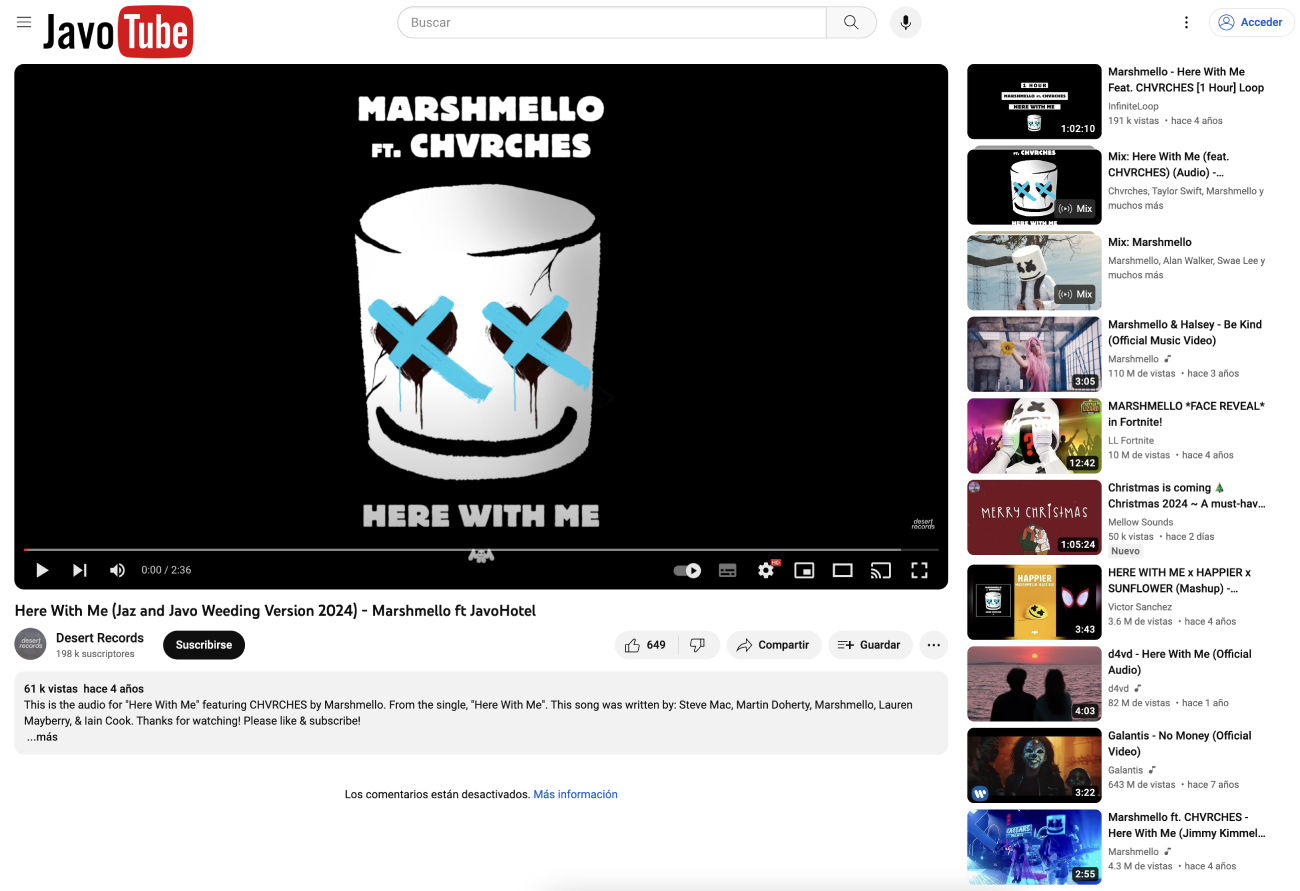 JavoTube
Buscar
Acceder
MARSHMELLO
FT. CHVRCHES
HERE WITH ME
desert
records
0:00 / 2:36
HD
Here With Me (Jaz and Javo Weeding Version 2024) - Marshmello ft JavoHotel
desert
records
Desert Records
198 k suscriptores
Suscribirse
649
Compartir
Guardar
61 k vistas hace 4 años
This is the audio for "Here With Me" featuring CHVRCHES by Marshmello. From the single, "Here With Me". This song was written by: Steve Mac, Martin Doherty, Marshmello, Lauren
Mayberry, & Iain Cook. Thanks for watching! Please like & subscribe!
...más
Los comentarios están desactivados. Más información
1 HOUR
MARSHMELLO FT. CHVRCHES
HERE WITH ME
1:02:10
Marshmello - Here With Me
Feat. CHVRCHES [1 Hour] Loop
InfiniteLoop
191 k vistas • hace 4 años
FT. CHVRCHES
HERE WITH ME
Mix
Mix: Here With Me (feat.
CHVRCHES) (Audio) -...
Chvrches, Taylor Swift, Marshmello y
muchos más
Mix
Mix: Marshmello
Marshmello, Alan Walker, Swae Lee y
muchos más
3:05
Marshmello & Halsey - Be Kind
(Official Music Video)
Marshmello
110 M de vistas • hace 3 años
12:42
MARSHMELLO *FACE REVEAL*
in Fortnite!
LL Fortnite
10 M de vistas • hace 4 años
MERRY CHRISTMAS
1:05:24
Christmas is coming 🎄
Christmas 2024 ~ A must-hav...
Mellow Sounds
50 k vistas • hace 2 días
Nuevo
HAPPIER
3:43
HERE WITH ME x HAPPIER x
SUNFLOWER (Mashup) -...
Victor Sanchez
3.6 M de vistas • hace 4 años
4:03
d4vd - Here With Me (Official
Audio)
d4vd
82 M de vistas • hace 1 año
3:22
Galantis - No Money (Official
Video)
Galantis
643 M de vistas • hace 7 años
CAESARS
2:55
Marshmello ft. CHVRCHES -
Here With Me (Jimmy Kimmel...
Marshmello
4.3 M de vistas • hace 4 años